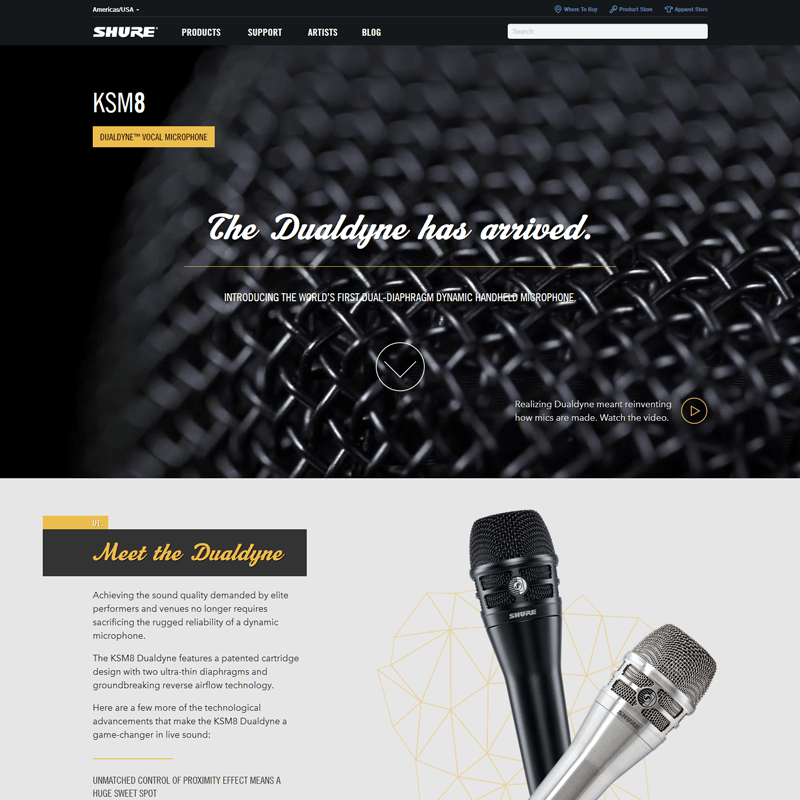 Americas/USA
Where To Buy
Product Store
Apparel Store
SHURE
PRODUCTS
SUPPORT
ARTISTS
BLOG
Search
KSM8
DUALDYNE™ VOCAL MICROPHONE
The Dualdyne has arrived.
INTRODUCING THE WORLD'S FIRST DUAL-DIAPHRAGM DYNAMIC HANDHELD MICROPHONE.
Realizing Dualdyne meant reinventing
how mics are made. Watch the video.
01.
Meet the Dualdyne
Achieving the sound quality demanded by elite
performers and venues no longer requires
sacrificing the rugged reliability of a dynamic
microphone.
The KSM8 Dualdyne features a patented cartridge
design with two ultra-thin diaphragms and
groundbreaking reverse airflow technology.
Here are a few more of the technological
advancements that make the KSM8 Dualdyne a
game-changer in live sound:
UNMATCHED CONTROL OF PROXIMITY EFFECT MEANS A
HUGE SWEET SPOT
SHURE
SHURE